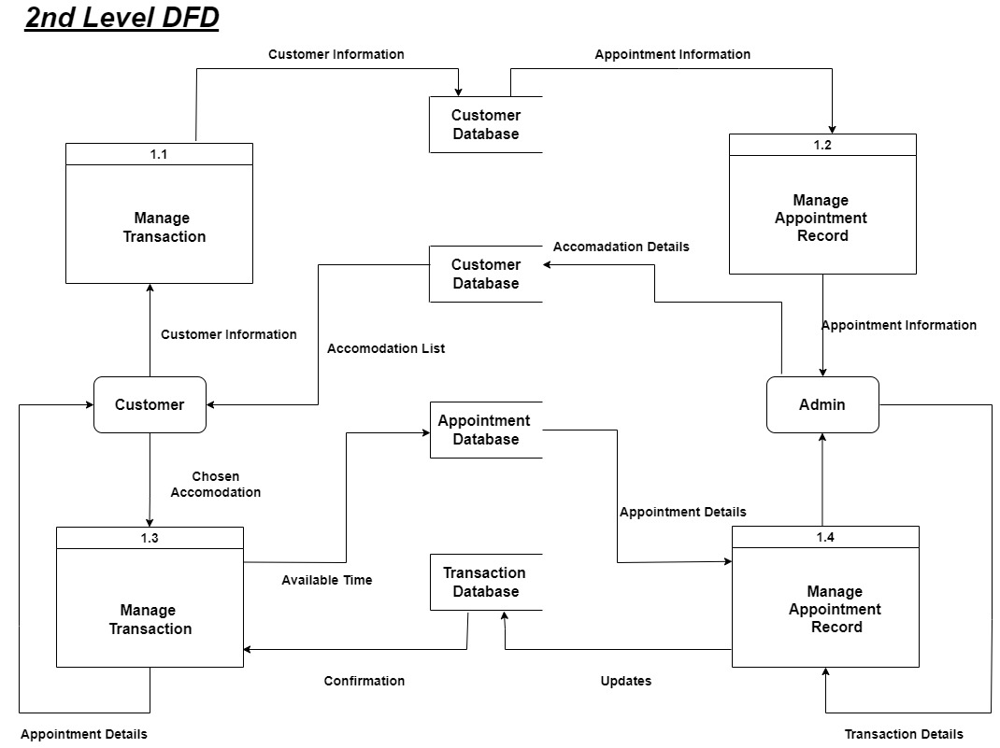 2nd Level DFD
Customer Information
Appointment Information
Customer
Database
1.1
Manage
Transaction
1.2
Manage
Appointment
Record
Customer
Database
Accomadation Details
Customer Information
Accomodation List
Appointment Information
Customer
Admin
Appointment
Database
Chosen
Accomodation
Appointment Details
1.3
Manage
Transaction
Available Time
Transaction
Database
1.4
Manage
Appointment
Record
Confirmation
Updates
Appointment Details
Transaction Details